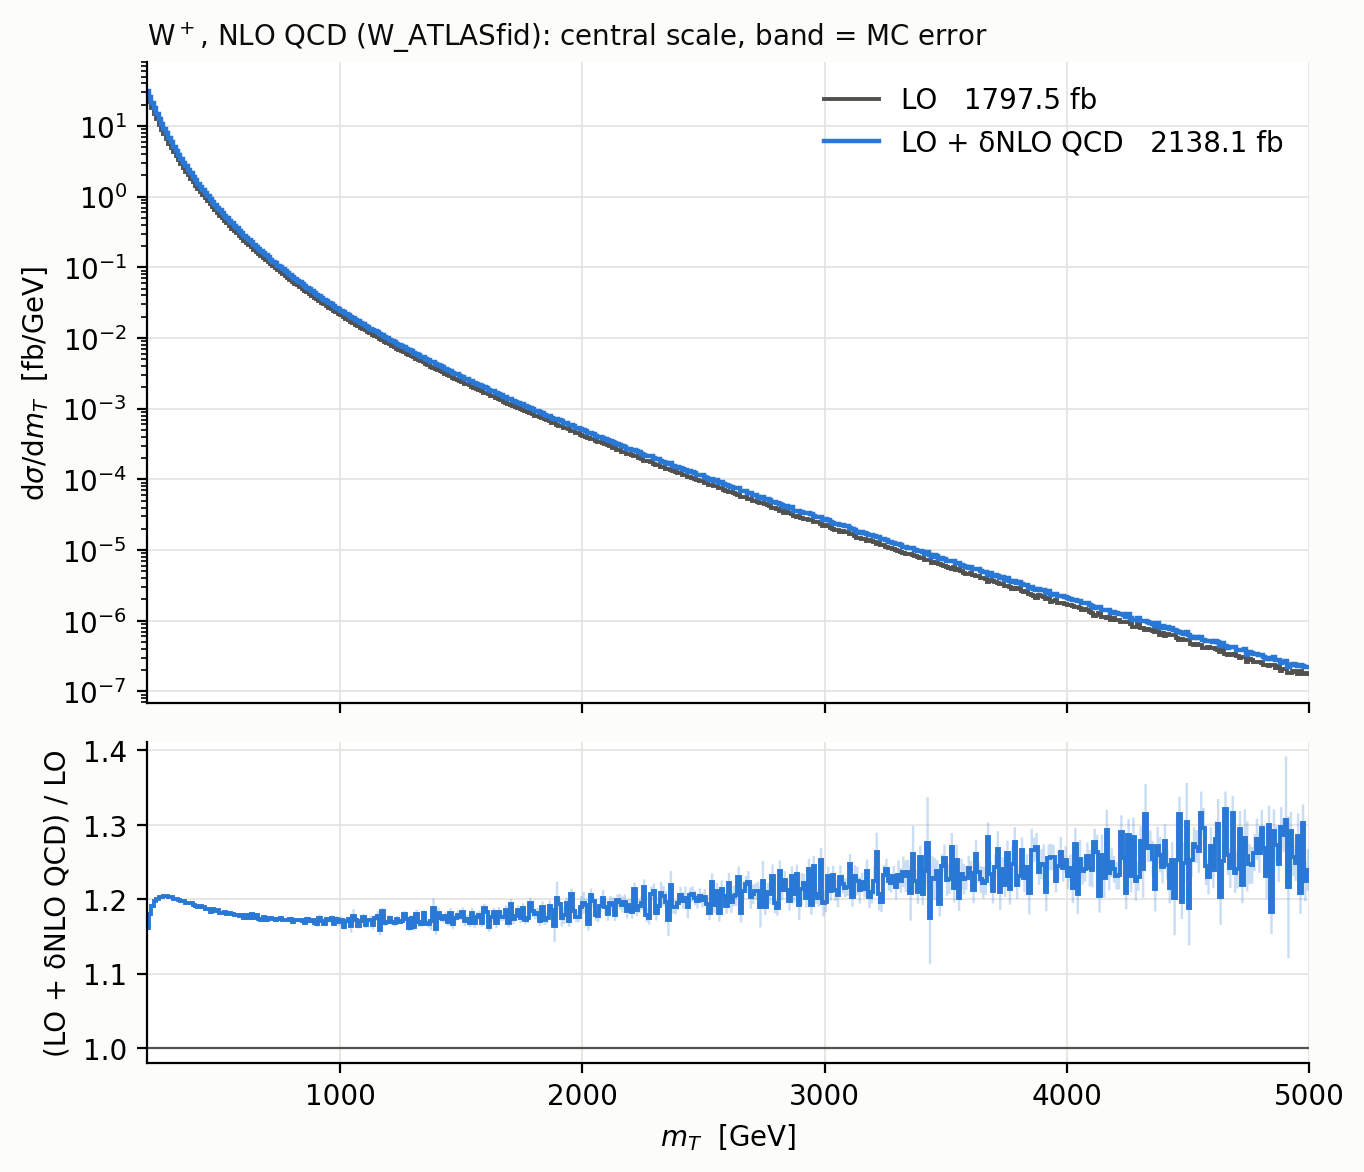 W⁺, NLO QCD (W_ATLASfid): central scale, band = MC error
LO 1797.5 fb
LO + δNLO QCD 2138.1 fb
dσ/dm_T [fb/GeV]
10¹
10⁰
10⁻¹
10⁻²
10⁻³
10⁻⁴
10⁻⁵
10⁻⁶
10⁻⁷
(LO + δNLO QCD) / LO
1.4
1.3
1.2
1.1
1.0
1000 2000 3000 4000 5000
m_T [GeV]